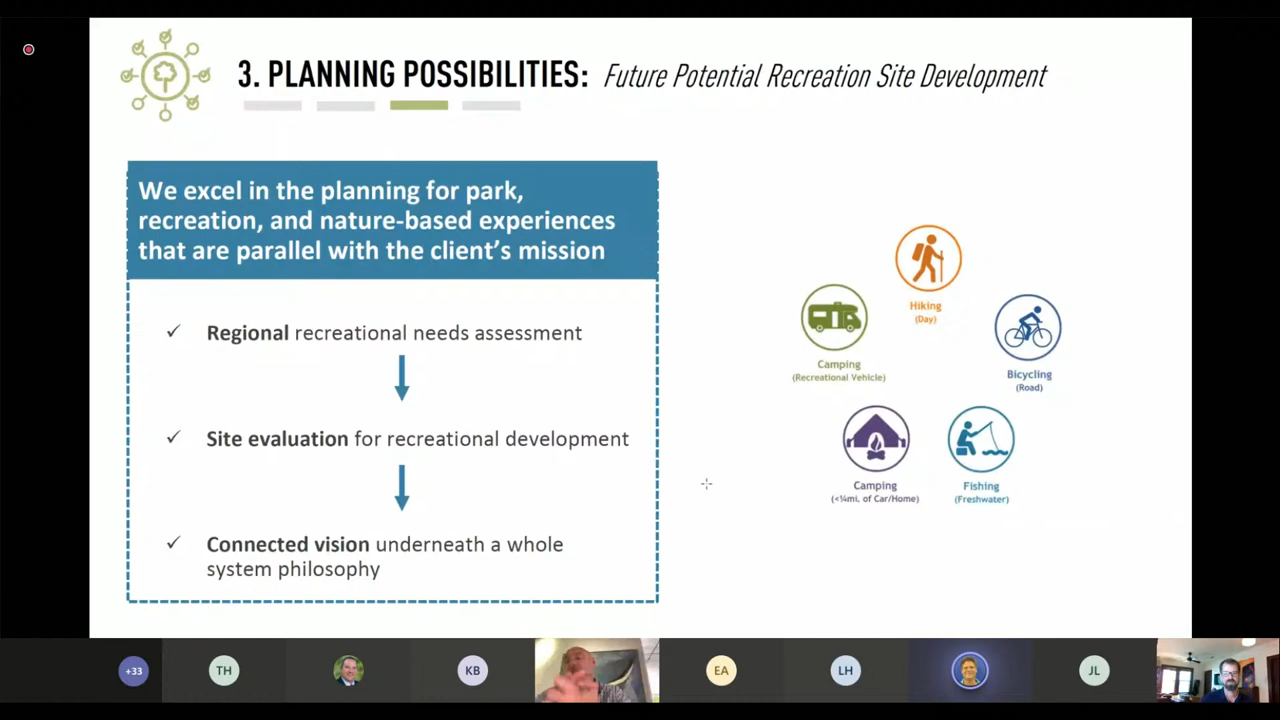 3. PLANNING POSSIBILITIES: Future Potential Recreation Site Development
We excel in the planning for park,
recreation, and nature-based experiences
that are parallel with the client’s mission
✓ Regional recreational needs assessment
✓ Site evaluation for recreational development
✓ Connected vision underneath a whole
system philosophy
Hiking
(Day)
Camping
(Recreational Vehicle)
Bicycling
(Road)
Camping
(<¼mi. of Car/Home)
Fishing
(Freshwater)
+33
TH
KB
EA
LH
JL